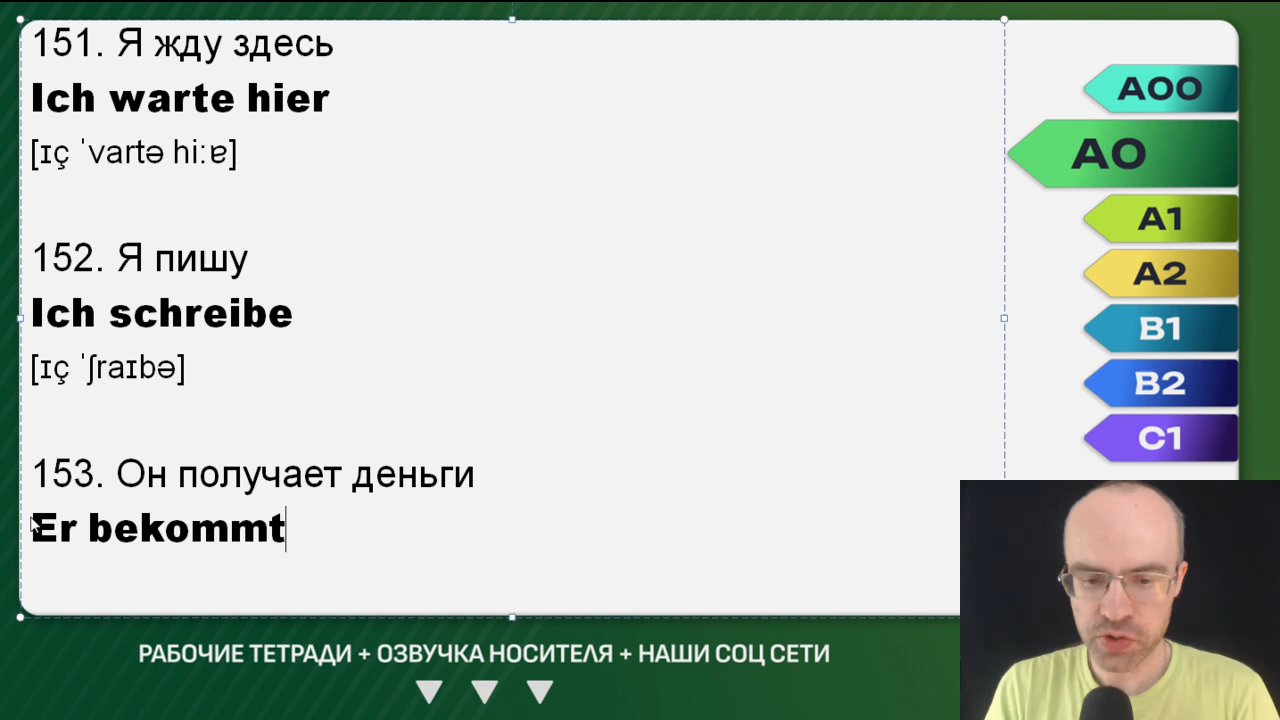 151. Я жду здесь
Ich warte hier
[ɪç ˈvartə hiːɐ]
152. Я пишу
Ich schreibe
[ɪç ˈʃraɪbə]
153. Он получает деньги
Er bekommt
A00
A0
A1
A2
B1
B2
C1
РАБОЧИЕ ТЕТРАДИ + ОЗВУЧКА НОСИТЕЛЯ + НАШИ СОЦ СЕТИ